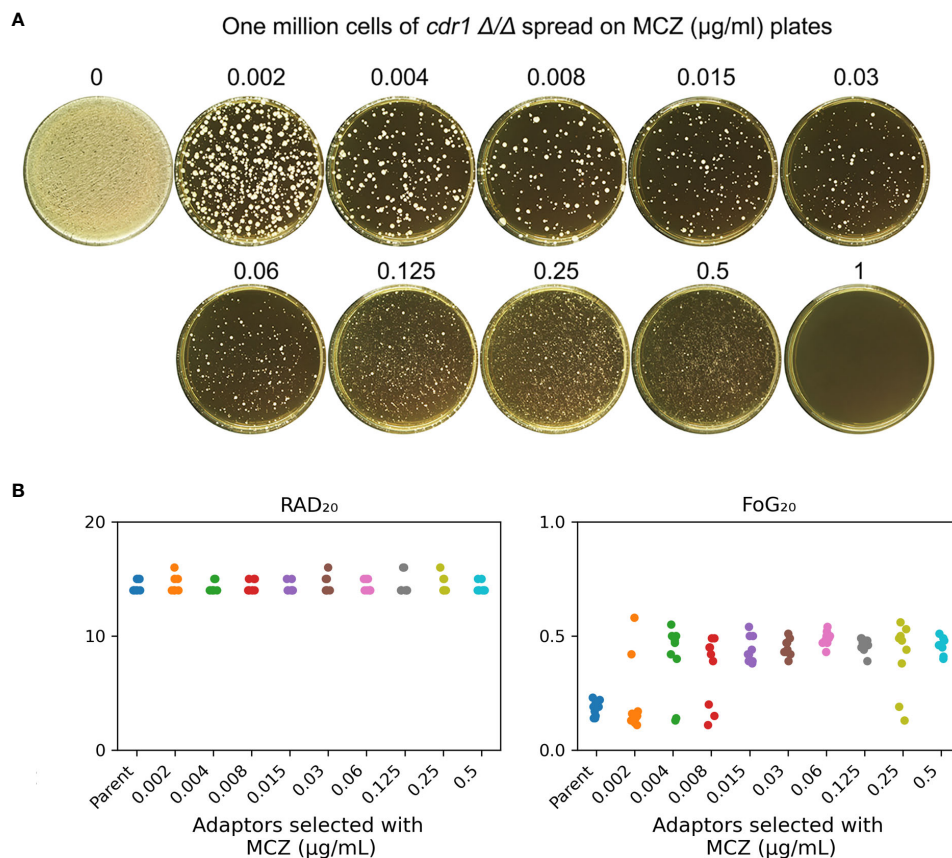 A
One million cells of cdr1 Δ/Δ spread on MCZ (µg/ml) plates
0 0.002 0.004 0.008 0.015 0.03
0.06 0.125 0.25 0.5 1
B
RAD₂₀ FoG₂₀
20 1.0
10 0.5
0 0.0
Parent 0.002 0.004 0.008 0.015 0.03 0.06 0.125 0.25 0.5 Parent 0.002 0.004 0.008 0.015 0.03 0.06 0.125 0.25 0.5
Adaptors selected with Adaptors selected with
MCZ (µg/mL) MCZ (µg/mL)